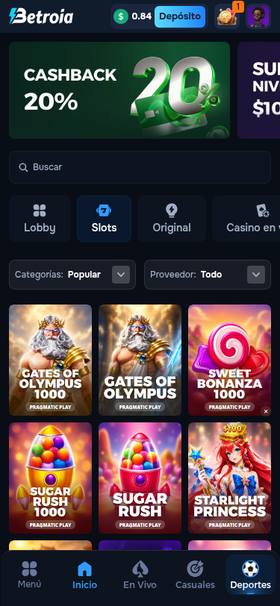 Betroia
$ 0.84 Depósito
1
CASHBACK
20%
20
SU
NIV
$10
Buscar
Lobby
Slots
Original
Casino en v
Categorías: Popular
Proveedor: Todo
GATES OF
OLYMPUS
1000
PRAGMATIC PLAY
GATES OF
OLYMPUS
PRAGMATIC PLAY
SWEET
BONANZA
1000
PRAGMATIC PLAY
SUGAR
RUSH
1000
PRAGMATIC PLAY
SUGAR
RUSH
PRAGMATIC PLAY
STARLIGHT
PRINCESS
PRAGMATIC PLAY
Menú
Inicio
En Vivo
Casuales
Deportes